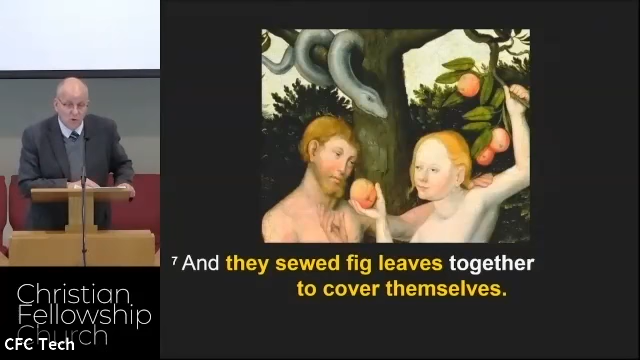 ⁷ And they sewed fig leaves together
to cover themselves.
Christian
Fellowship
Church
CFC Tech